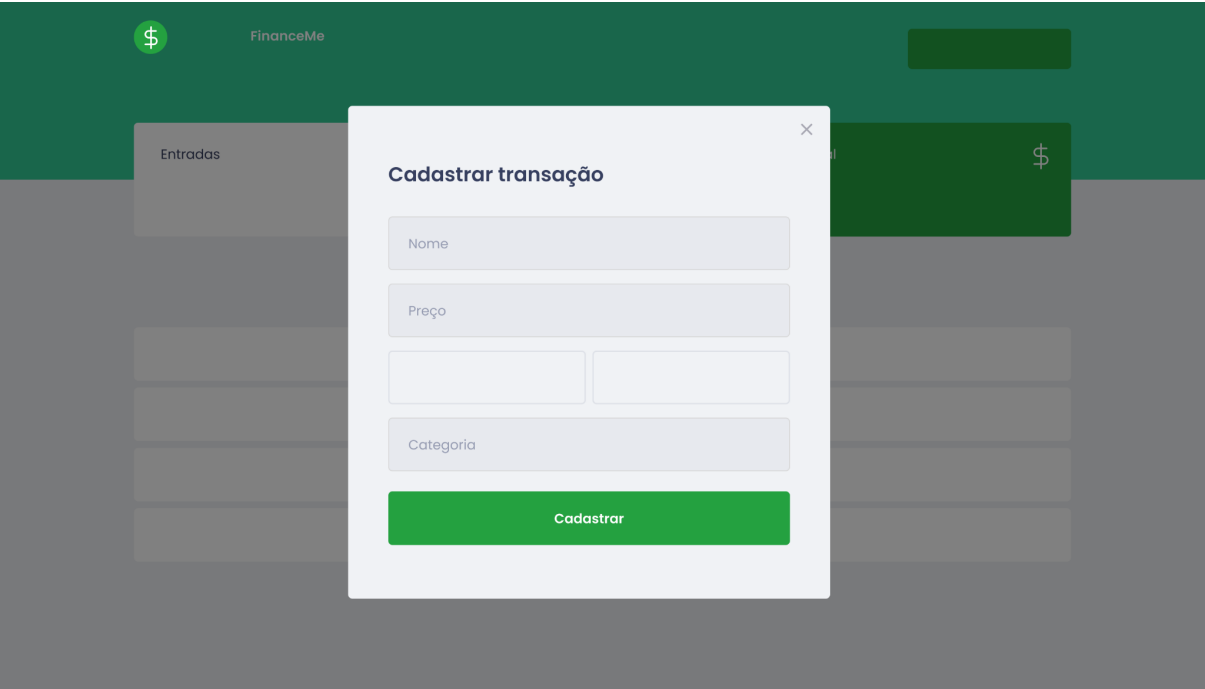 $
FinanceMe
Entradas
$
Cadastrar transação
Nome
Preço
Categoria
Cadastrar